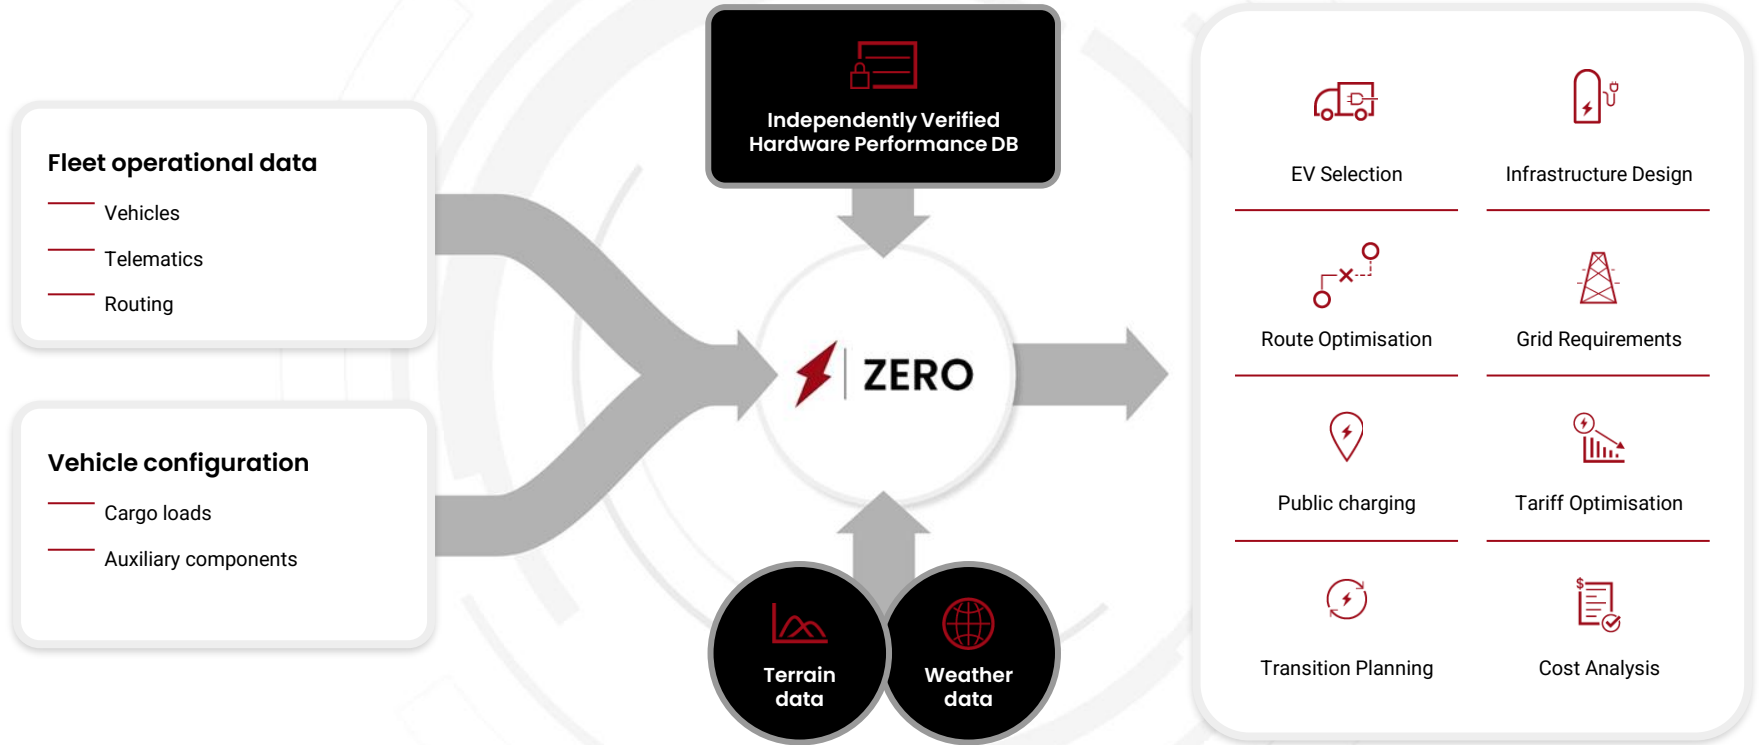 Fleet operational data
Vehicles
Telematics
Routing
Vehicle configuration
Cargo loads
Auxiliary components
Independently Verified
Hardware Performance DB
ZERO
Terrain
data
Weather
data
EV Selection
Infrastructure Design
Route Optimisation
Grid Requirements
Public charging
Tariff Optimisation
$
Transition Planning
Cost Analysis